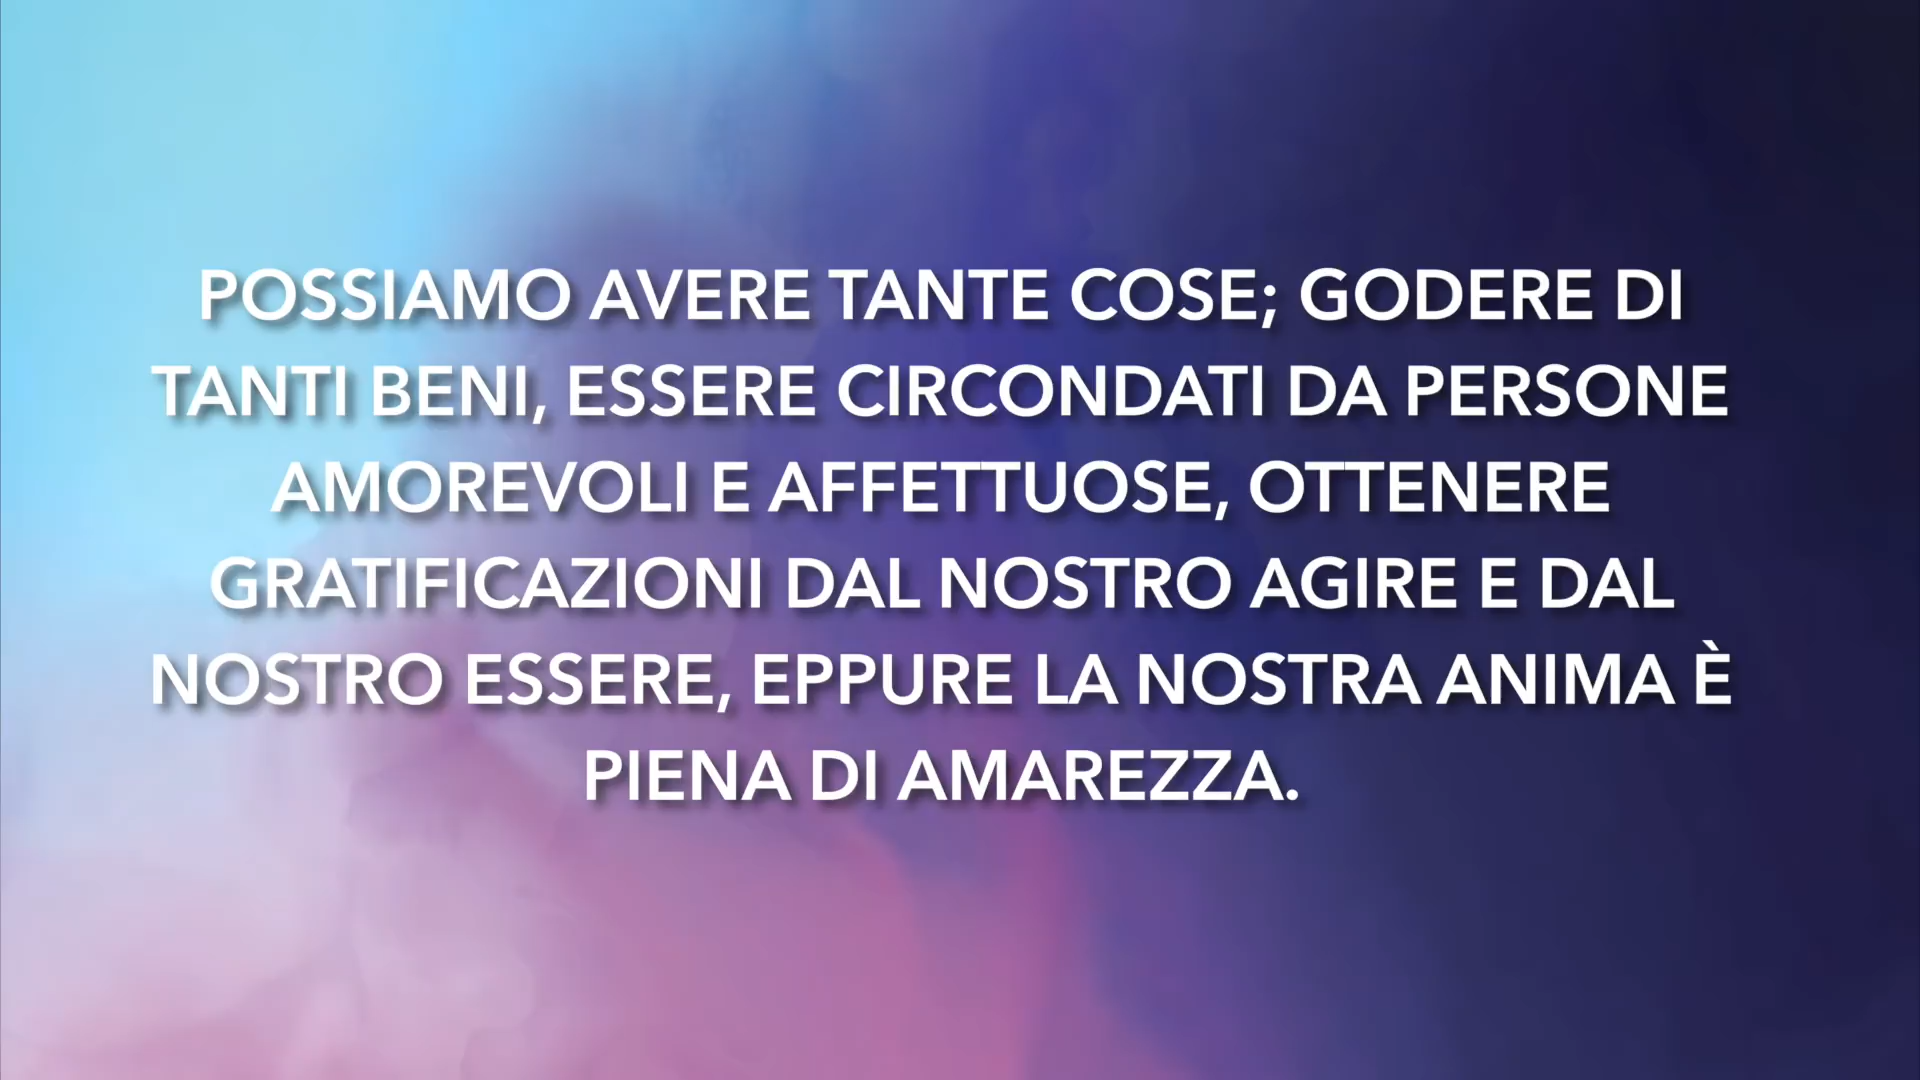 POSSIAMO AVERE TANTE COSE; GODERE DI
TANTI BENI, ESSERE CIRCONDATI DA PERSONE
AMOREVOLI E AFFETTUOSE, OTTENERE
GRATIFICAZIONI DAL NOSTRO AGIRE E DAL
NOSTRO ESSERE, EPPURE LA NOSTRA ANIMA È
PIENA DI AMAREZZA.